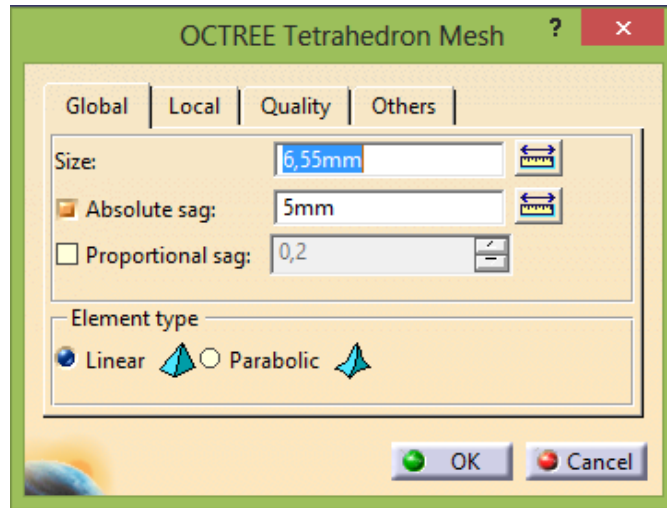 OCTREE Tetrahedron Mesh ? ×
Global Local Quality Others
Size: 6,55mm
Absolute sag: 5mm
Proportional sag: 0,2
Element type
Linear Parabolic
OK Cancel